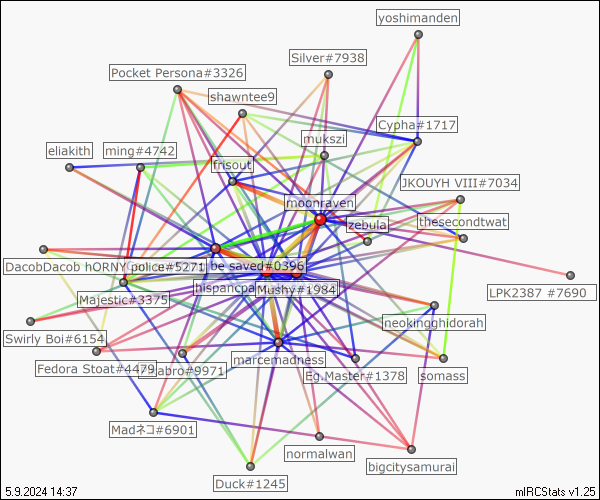 yoshimanden
Silver#7938
Pocket Persona#3326
shawntee9
Cypha#1717
mukszi
eliakith
ming#4742
frisout
JKOUYH VIII#7034
moonraven
thesecondtwat
zebula
DacobDacob hORNY police#5271
be saved#0396
hispancpa
Mushy#1984
LPK2387 #7690
Majestic#3375
neokingghidorah
Swirly Boi#6154
marcemadness
Fedora Stoat#4479
abro#9971
Eg.Master#1378
somass
Madネコ#6901
normalwan
bigcitysamurai
Duck#1245
5.9.2024 14:37
mIRCStats v1.25